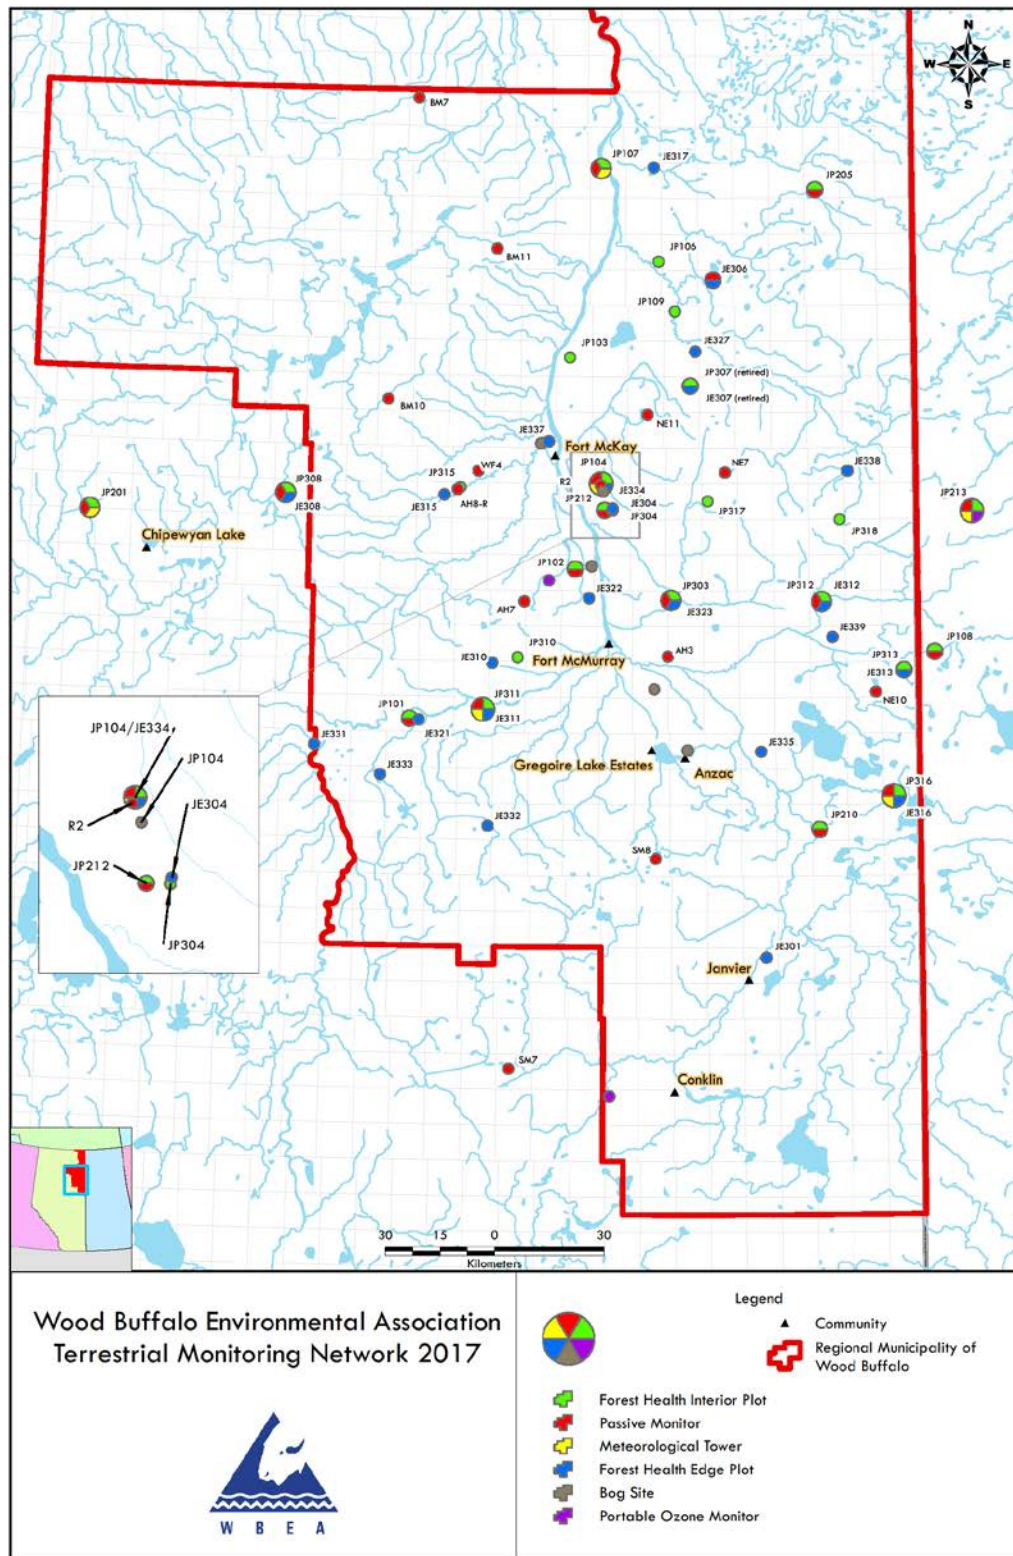 N
W E
S
BM7
JP107
JE317
JP205
BM11
JP105
JE306
JP109
JP103
JE327
JP307 (retired)
JE307 (retired)
BM10
NE11
JE337
Fort McKay
JP315
WF4
JP104
NE7
JE338
R2
JP308
JP201
JE315
AH8-R
JP212
JE334
JE304
JP304
JE308
JP317
JP213
JP318
Chipewyan Lake
JP102
JE322
JP303
JE323
JP312
JE312
AH7
JE339
JP310
JE310
Fort McMurray
AH3
JP313
JE313
JP108
NE10
JP311
JE311
JP101
JE321
JE331
JE333
JE335
Gregoire Lake Estates
Anzac
JP316
JE316
JE332
JP210
SM8
JP104/JE334
JP104
JE304
R2
JP212
JP304
JE301
Janvier
SM7
Conklin
30 15 0 30
Kilometers
Wood Buffalo Environmental Association
Terrestrial Monitoring Network 2017
W B E A
Legend
Community
Regional Municipality of
Wood Buffalo
Forest Health Interior Plot
Passive Monitor
Meteorological Tower
Forest Health Edge Plot
Bog Site
Portable Ozone Monitor